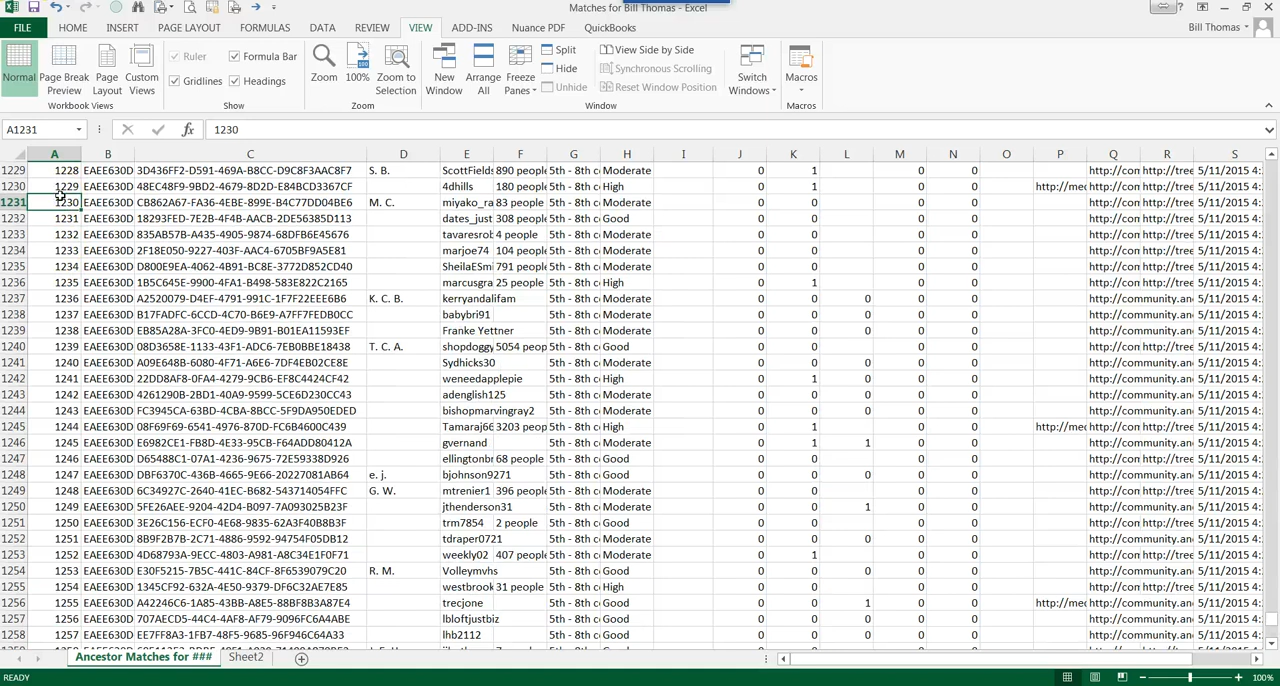 Matches for Bill Thomas - Excel
FILE HOME INSERT PAGE LAYOUT FORMULAS DATA REVIEW VIEW ADD-INS Nuance PDF QuickBooks Bill Thomas
Normal Page Break Preview Page Layout Custom Views
Workbook Views
Ruler Formula Bar
Gridlines Headings
Show
Zoom 100% Zoom to Selection
Zoom
New Window Arrange All Freeze Panes
Split
Hide
Unhide
View Side by Side
Synchronous Scrolling
Reset Window Position
Window
Switch Windows
Macros
Macros
A1231 fx 1230
A B C D E F G H I J K L M N O P Q R S
1229 1228 EAEE630D 3D436FF2-D591-469A-B8CC-D9C8F3AAC8F7 S. B. ScottFields 890 people 5th - 8th c Moderate 0 1 0 0 http://con http://tree 5/11/2015 4:
1230 1229 EAEE630D 48EC48F9-9BD2-4679-8D2D-E84BCD3367CF 4dhills 180 people 5th - 8th c High 0 1 0 0 http://med http://con http://tree 5/11/2015 4:
1231 1230 EAEE630D CB862A67-FA36-4EBE-899E-B4C77DD04BE6 M. C. miyako_ra 83 people 5th - 8th c Moderate 0 0 0 0 http://con http://tree 5/11/2015 4:
1232 1231 EAEE630D 18293FED-7E2B-4F4B-AACB-2DE56385D113 dates_just 308 people 5th - 8th c Good 0 0 0 0 http://con http://tree 5/11/2015 4:
1233 1232 EAEE630D 835AB57B-A435-4905-9874-68DFB6E45676 tavaresrob 4 people 5th - 8th c Moderate 0 0 0 0 http://con http://tree 5/11/2015 4:
1234 1233 EAEE630D 2F18E050-9227-403F-AAC4-6705BF9A5E81 marjoe74 104 people 5th - 8th c Moderate 0 0 0 0 http://con http://tree 5/11/2015 4:
1235 1234 EAEE630D D800E9EA-4062-4B91-BC8E-3772D852CD40 SheilaESmi 791 people 5th - 8th c Moderate 0 0 0 0 http://con http://tree 5/11/2015 4:
1236 1235 EAEE630D 1B5C645E-9900-4FA1-B498-583E822C2165 marcusgra 25 people 5th - 8th c High 0 1 0 0 http://con http://tree 5/11/2015 4:
1237 1236 EAEE630D A2520079-D4EF-4791-991C-1F7F22EEE6B6 K. C. B. kerryandalifam 5th - 8th c Moderate 0 0 0 0 0 http://community.an 5/11/2015 4:
1238 1237 EAEE630D B17FADFC-6CCD-4C70-B6E9-A7FF7FEDB0CC babybri91 5th - 8th c Moderate 0 0 0 0 0 http://community.an 5/11/2015 4:
1239 1238 EAEE630D EB85A28A-3FC0-4ED9-9B91-B01EA11593EF Franke Yettner 5th - 8th c Moderate 0 0 0 0 0 http://community.an 5/11/2015 4:
1240 1239 EAEE630D 08D3658E-1133-43F1-ADC6-7EB0BBE18438 T. C. A. shopdoggy 5054 peop 5th - 8th c Good 0 0 0 0 http://con http://tree 5/11/2015 4:
1241 1240 EAEE630D A09E648B-6080-4F71-A6E6-7DF4EB02CE8E Sydhicks30 5th - 8th c Moderate 0 0 0 0 0 http://community.an 5/11/2015 4:
1242 1241 EAEE630D 22DD8AF8-0FA4-4279-9CB6-EF8C4424CF42 weneedapplepie 5th - 8th c High 0 1 0 0 0 http://community.an 5/11/2015 4:
1243 1242 EAEE630D 4261290B-2BD1-40A9-9599-5CE6D230CC43 adenglish125 5th - 8th c Moderate 0 0 0 0 0 http://community.an 5/11/2015 4:
1244 1243 EAEE630D FC3945CA-63BD-4CBA-8BCC-5F9DA950EDED bishopmarvingray2 5th - 8th c Moderate 0 0 0 0 0 http://community.an 5/11/2015 4:
1245 1244 EAEE630D 08F69F69-6541-4976-870D-FC6B4600C439 Tamaraj66 3203 peop 5th - 8th c High 0 1 0 0 http://med http://con http://tree 5/11/2015 4:
1246 1245 EAEE630D E6982CE1-FB8D-4E33-95CB-F64ADD80412A gvernand 5th - 8th c Moderate 0 1 1 0 0 http://community.an 5/11/2015 4:
1247 1246 EAEE630D D65488C1-07A1-4236-9675-72E59338D926 ellingtonbr 68 people 5th - 8th c Good 0 0 0 0 http://con http://tree 5/11/2015 4:
1248 1247 EAEE630D DBF6370C-436B-4665-9E66-20227081AB64 e. j. bjohnson9271 5th - 8th c Good 0 0 0 0 0 http://community.an 5/11/2015 4:
1249 1248 EAEE630D 6C34927C-2640-41EC-B682-543714054FFC G. W. mtrenier1 396 people 5th - 8th c Moderate 0 0 0 0 http://con http://tree 5/11/2015 4:
1250 1249 EAEE630D 5FE26AEE-9204-42D4-B097-7A093025B23F jthenderson31 5th - 8th c Moderate 0 0 1 0 0 http://community.an 5/11/2015 4:
1251 1250 EAEE630D 3E26C156-ECF0-4E68-9835-62A3F40B8B3F trm7854 2 people 5th - 8th c Good 0 0 0 0 http://con http://tree 5/11/2015 4:
1252 1251 EAEE630D 8B9F2B7B-2C71-4886-9592-94754F05DB12 tdraper0721 5th - 8th c Moderate 0 0 0 0 0 http://community.an 5/11/2015 4:
1253 1252 EAEE630D 4D68793A-9ECC-4803-A981-A8C34E1F0F71 weekly02 407 people 5th - 8th c Moderate 0 1 0 0 http://con http://tree 5/11/2015 4:
1254 1253 EAEE630D E30F5215-7B5C-441C-84CF-8F6539079C20 R. M. Volleymvhs 5th - 8th c Good 0 0 0 0 0 http://community.an 5/11/2015 4:
1255 1254 EAEE630D 1345CF92-632A-4E50-9379-DF6C32AE7E85 westbrook 31 people 5th - 8th c High 0 0 0 0 http://con http://tree 5/11/2015 4:
1256 1255 EAEE630D A42246C6-1A85-43BB-A8E5-88BF8B3A87E4 trecjone 5th - 8th c Good 0 0 1 0 0 http://med http://community.an 5/11/2015 4:
1257 1256 EAEE630D 707AECD5-44C4-4AF8-AF79-9096FC6A4ABE lbloftjustbiz 5th - 8th c Good 0 0 0 0 0 http://community.an 5/11/2015 4:
1258 1257 EAEE630D EE7FF8A3-1FB7-48F5-9685-96F946C64A33 lhb2112 5th - 8th c Good 0 0 0 0 0 http://community.an 5/11/2015 4:
Ancestor Matches for ### Sheet2
READY 100%